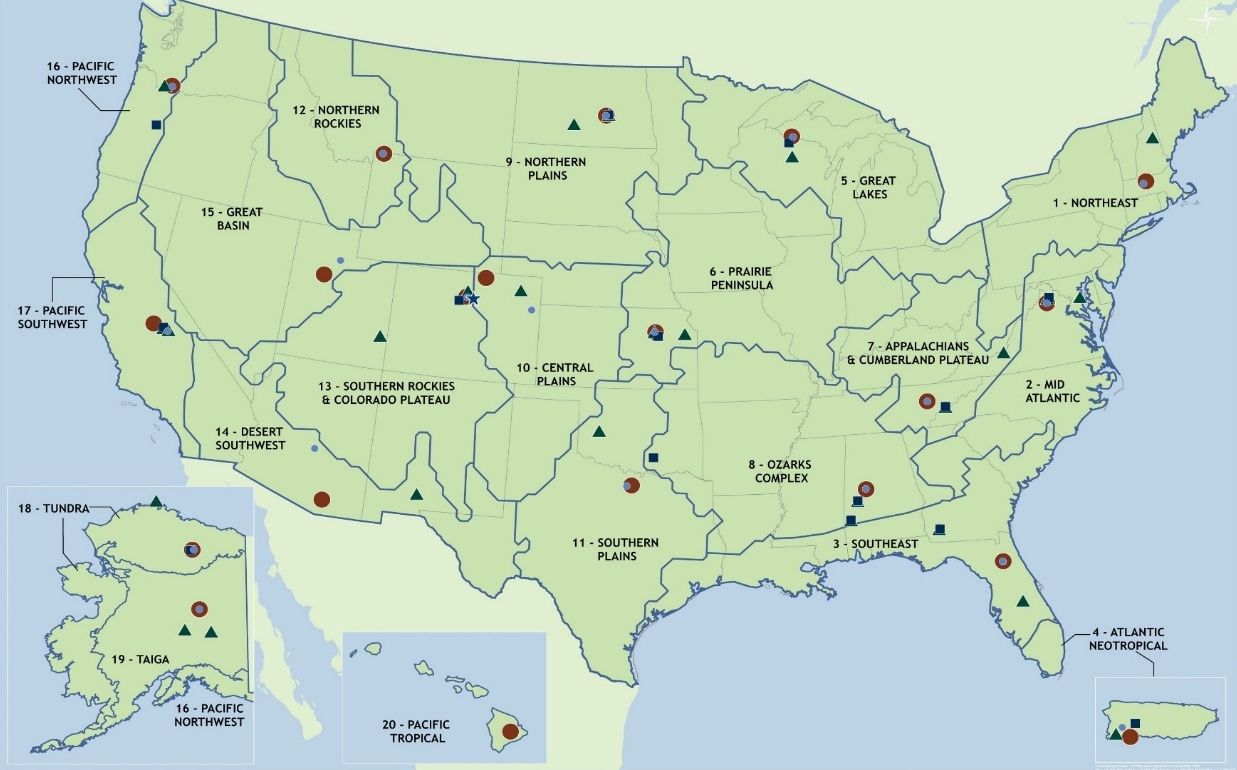 16 - PACIFIC
NORTHWEST
12 - NORTHERN
ROCKIES
9 - NORTHERN
PLAINS
5 - GREAT
LAKES
1 - NORTHEAST
15 - GREAT
BASIN
6 - PRAIRIE
PENINSULA
17 - PACIFIC
SOUTHWEST
7 - APPALACHIANS
& CUMBERLAND PLATEAU
10 - CENTRAL
PLAINS
13 - SOUTHERN ROCKIES
& COLORADO PLATEAU
2 - MID
ATLANTIC
14 - DESERT
SOUTHWEST
8 - OZARKS
COMPLEX
18 - TUNDRA
11 - SOUTHERN
PLAINS
3 - SOUTHEAST
4 - ATLANTIC
NEOTROPICAL
19 - TAIGA
16 - PACIFIC
NORTHWEST
20 - PACIFIC
TROPICAL